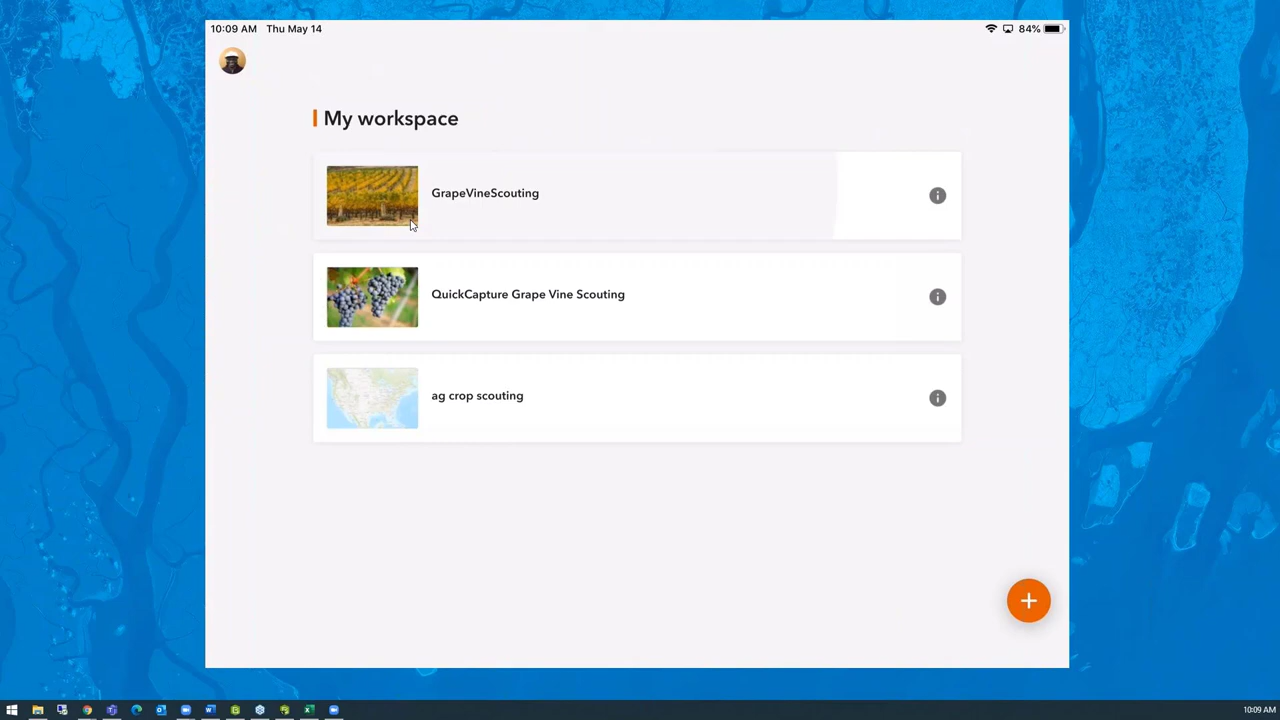 10:09 AM Thu May 14
84%
My workspace
GrapeVineScouting
QuickCapture Grape Vine Scouting
ag crop scouting
10:09 AM